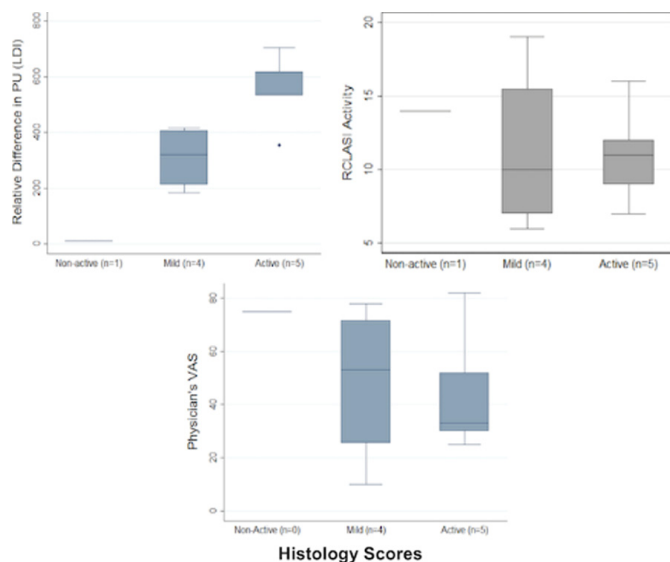 Relative Difference in PU (LDI)
800
600
400
200
0
Non-active (n=1) Mild (n=4) Active (n=5)
RCLASI Activity
20
15
10
5
Non-active (n=1) Mild (n=4) Active (n=5)
Physician's VAS
80
60
40
20
0
Non-Active (n=0) Mild (n=4) Active (n=5)
Histology Scores